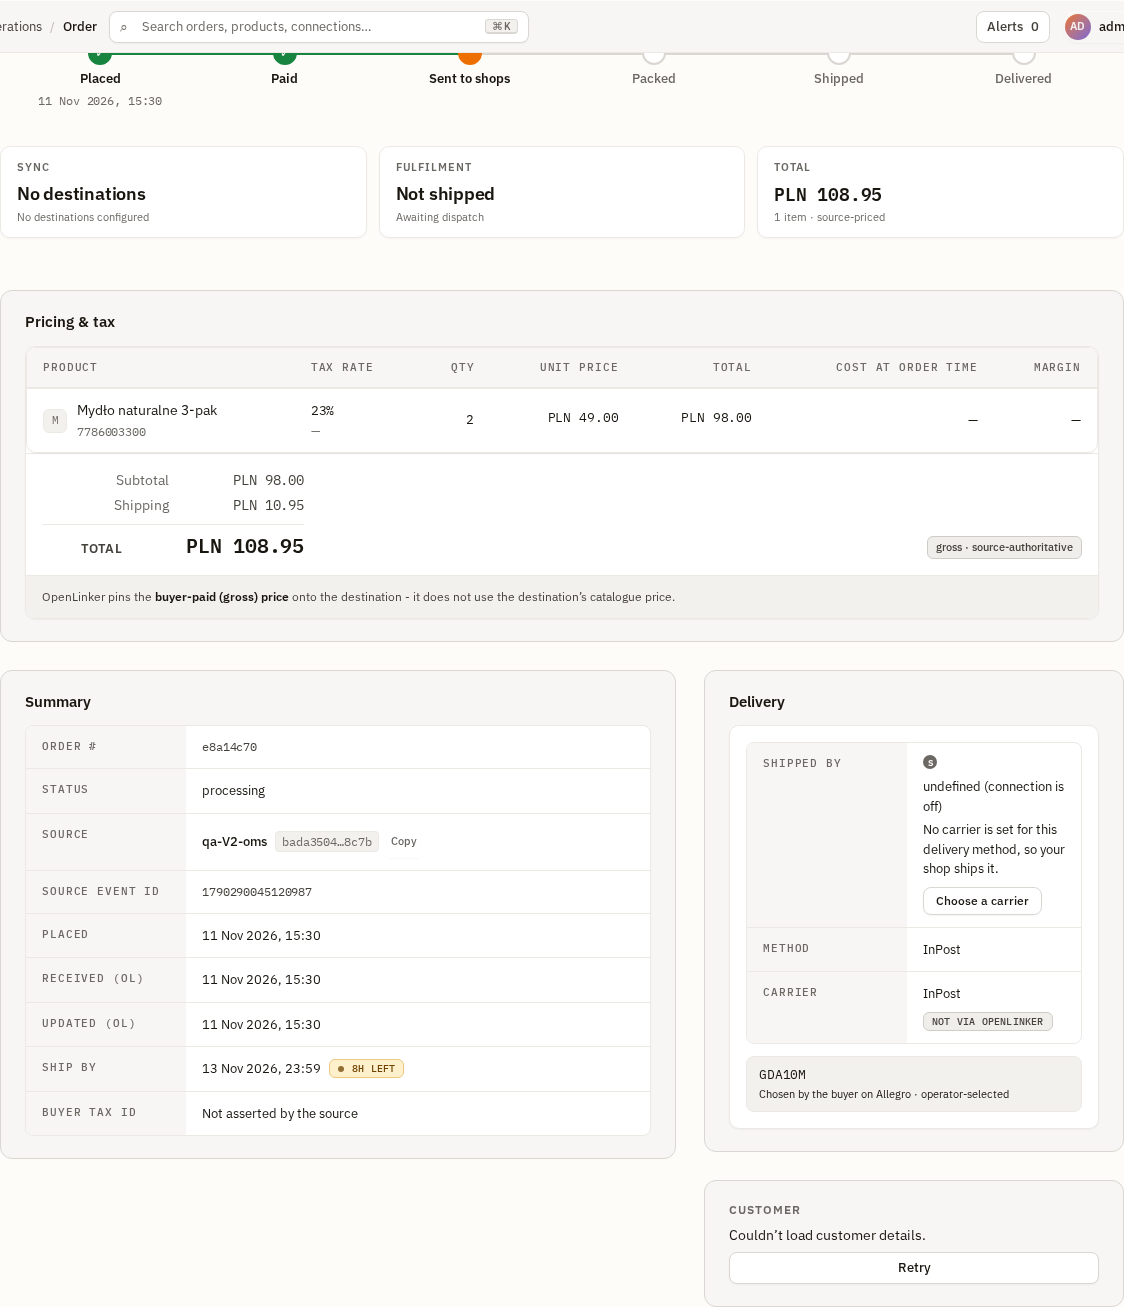 erations / Order
Search orders, products, connections... ⌘K
Alerts 0
AD adm
Placed
Paid
Sent to shops
Packed
Shipped
Delivered
11 Nov 2026, 15:30
SYNC
No destinations
No destinations configured
FULFILMENT
Not shipped
Awaiting dispatch
TOTAL
PLN 108.95
1 item · source-priced
Pricing & tax
PRODUCT TAX RATE QTY UNIT PRICE TOTAL COST AT ORDER TIME MARGIN
M Mydło naturalne 3-pak 23% 2 PLN 49.00 PLN 98.00 — —
7786003300 —
Subtotal PLN 98.00
Shipping PLN 10.95
TOTAL PLN 108.95
gross · source-authoritative
OpenLinker pins the buyer-paid (gross) price onto the destination - it does not use the destination’s catalogue price.
Summary
ORDER # e8a14c70
STATUS processing
SOURCE qa-V2-oms bada3504…8c7b Copy
SOURCE EVENT ID 1790290045120987
PLACED 11 Nov 2026, 15:30
RECEIVED (OL) 11 Nov 2026, 15:30
UPDATED (OL) 11 Nov 2026, 15:30
SHIP BY 13 Nov 2026, 23:59 8H LEFT
BUYER TAX ID Not asserted by the source
Delivery
SHIPPED BY S
undefined (connection is
off)
No carrier is set for this
delivery method, so your
shop ships it.
Choose a carrier
METHOD InPost
CARRIER InPost
NOT VIA OPENLINKER
GDA10M
Chosen by the buyer on Allegro · operator-selected
CUSTOMER
Couldn’t load customer details.
Retry